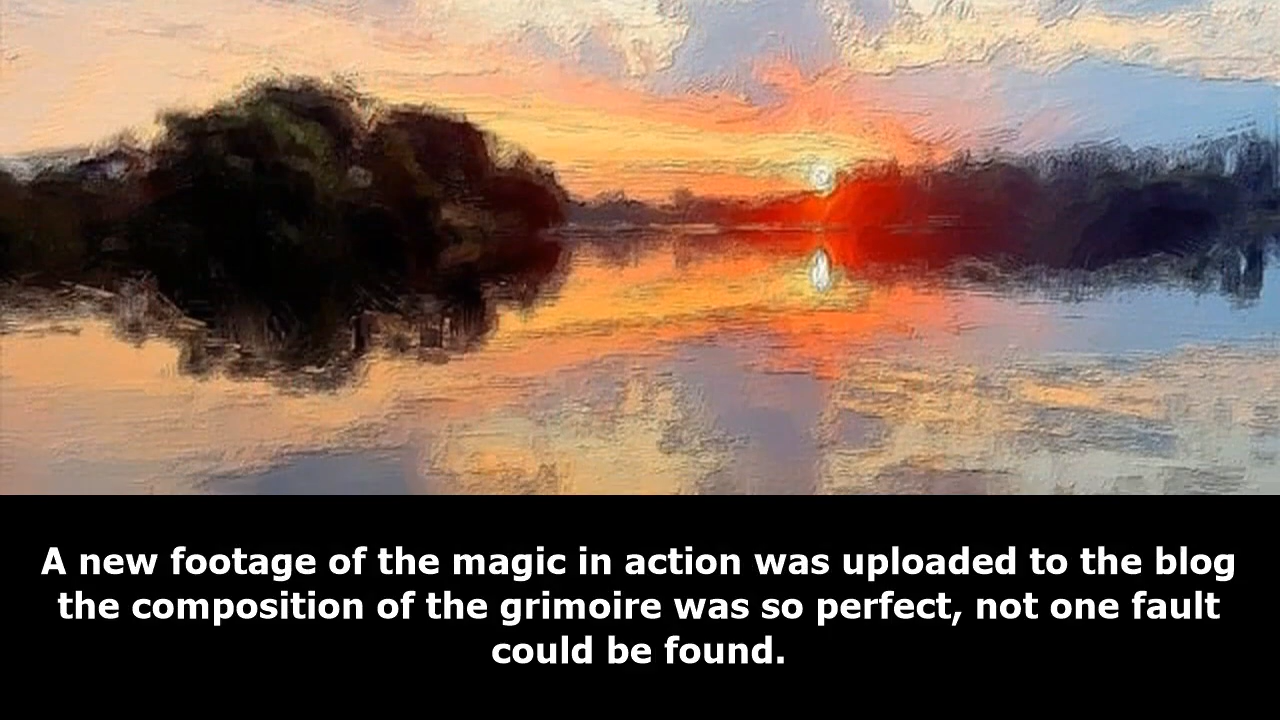 A new footage of the magic in action was uploaded to the blog
the composition of the grimoire was so perfect, not one fault
could be found.